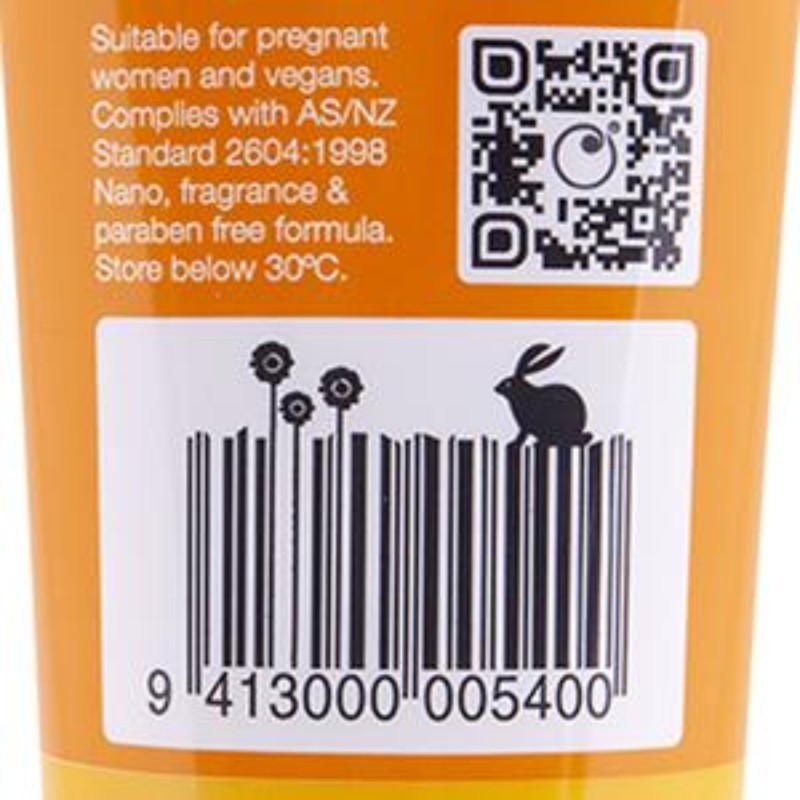 Suitable for pregnant
women and vegans.
Complies with AS/NZ
Standard 2604:1998
Nano, fragrance &
paraben free formula.
Store below 30ºC.
®
9 413000 005400